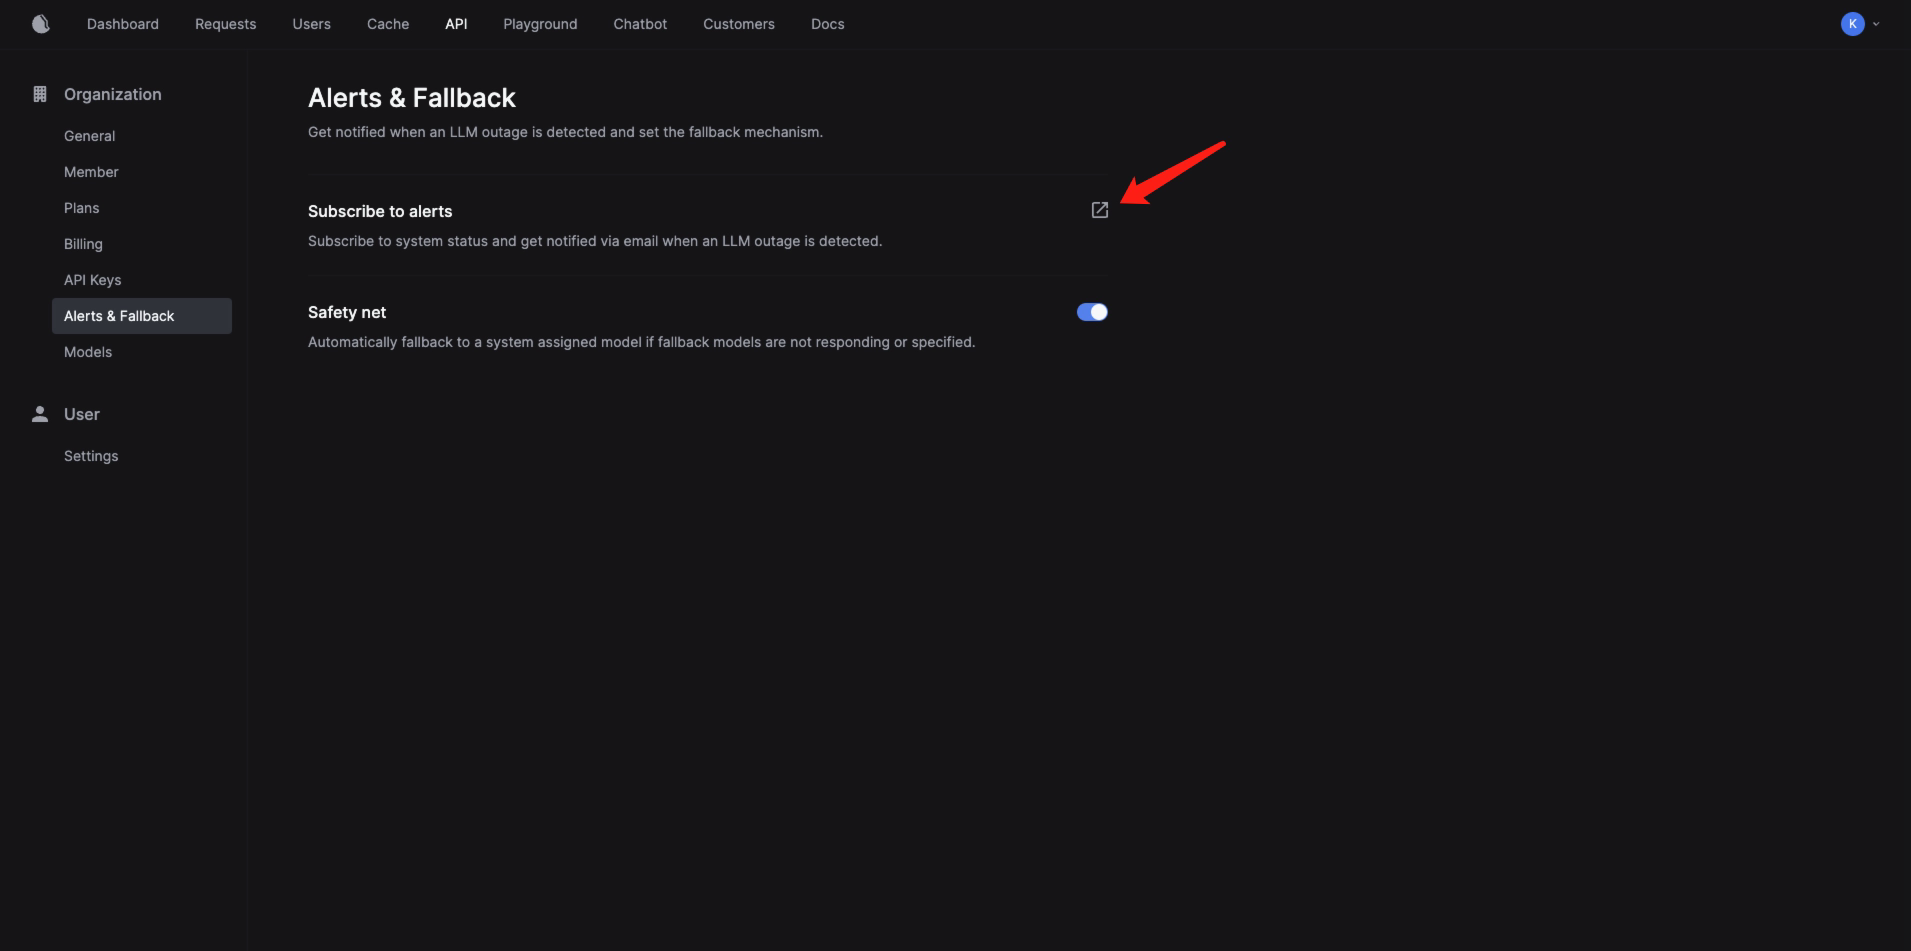 Dashboard Requests Users Cache API Playground Chatbot Customers Docs K
Organization
General
Member
Plans
Billing
API Keys
Alerts & Fallback
Models
User
Settings
Alerts & Fallback
Get notified when an LLM outage is detected and set the fallback mechanism.
Subscribe to alerts
Subscribe to system status and get notified via email when an LLM outage is detected.
Safety net
Automatically fallback to a system assigned model if fallback models are not responding or specified.